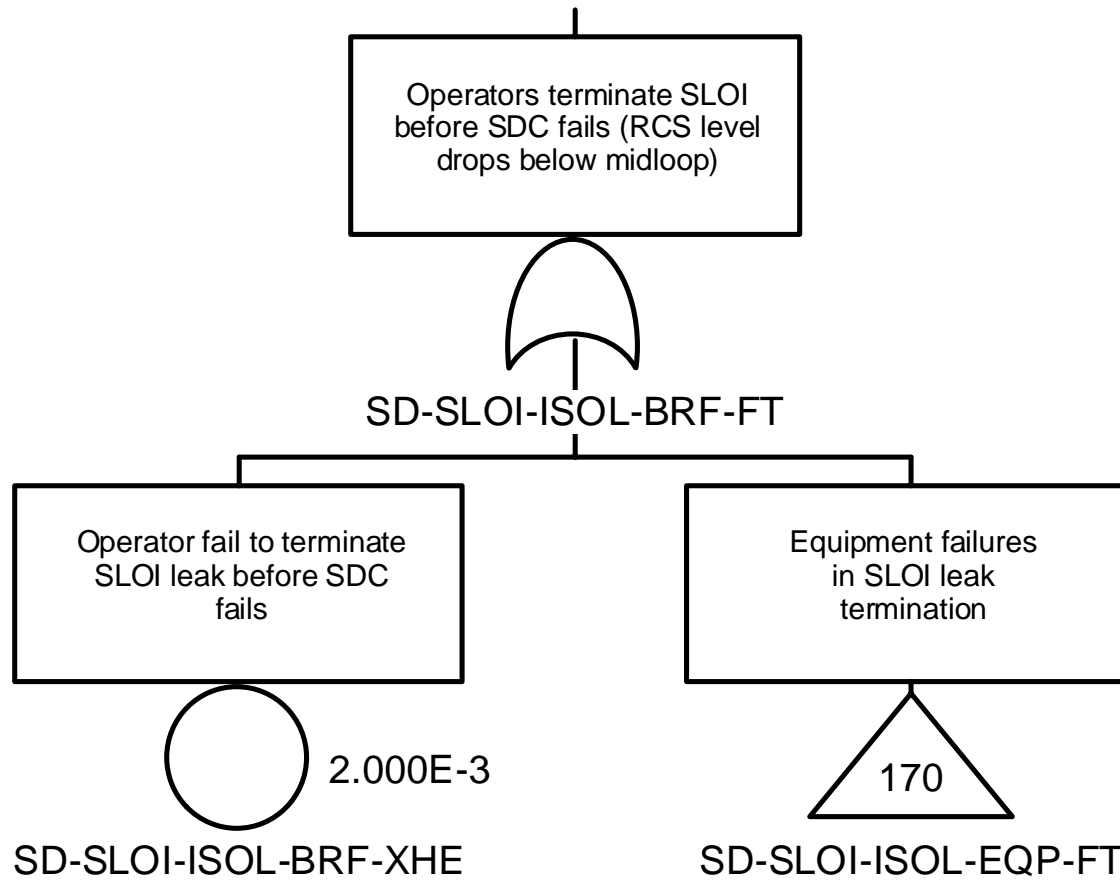 Operators terminate SLOI
before SDC fails (RCS level
drops below midloop)
SD-SLOI-ISOL-BRF-FT
Operator fail to terminate
SLOI leak before SDC
fails
2.000E-3
SD-SLOI-ISOL-BRF-XHE
Equipment failures
in SLOI leak
termination
170
SD-SLOI-ISOL-EQP-FT